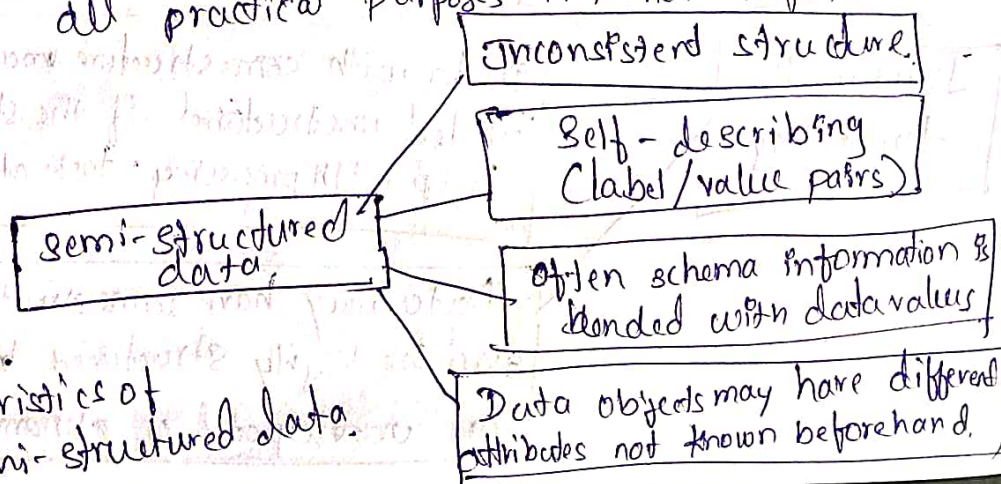 all practical purposes
Inconsistent structure.
Self-describing
(label/value pairs)
semi-structured
data.
Often schema information is
blended with data values
Data objects may have different
attributes not known beforehand.
ristics of
mi-structured data.